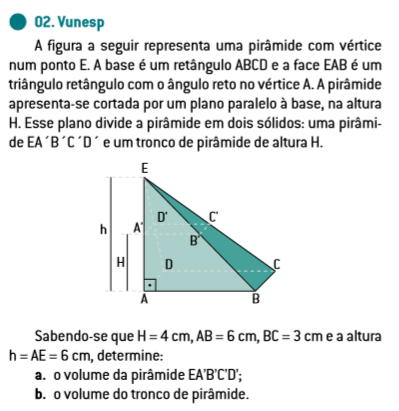 02. Vunesp
A figura a seguir representa uma pirâmide com vértice
num ponto E. A base é um retângulo ABCD e a face EAB é um
triângulo retângulo com o ângulo reto no vértice A. A pirâmide
apresenta-se cortada por um plano paralelo à base, na altura
H. Esse plano divide a pirâmide em dois sólidos: uma pirâmi-
de EA´B´C´D´ e um tronco de pirâmide de altura H.
E
D' C'
h A'
B'
H D C
A B
Sabendo-se que H = 4 cm, AB = 6 cm, BC = 3 cm e a altura
h = AE = 6 cm, determine:
a. o volume da pirâmide EA'B'C'D';
b. o volume do tronco de pirâmide.